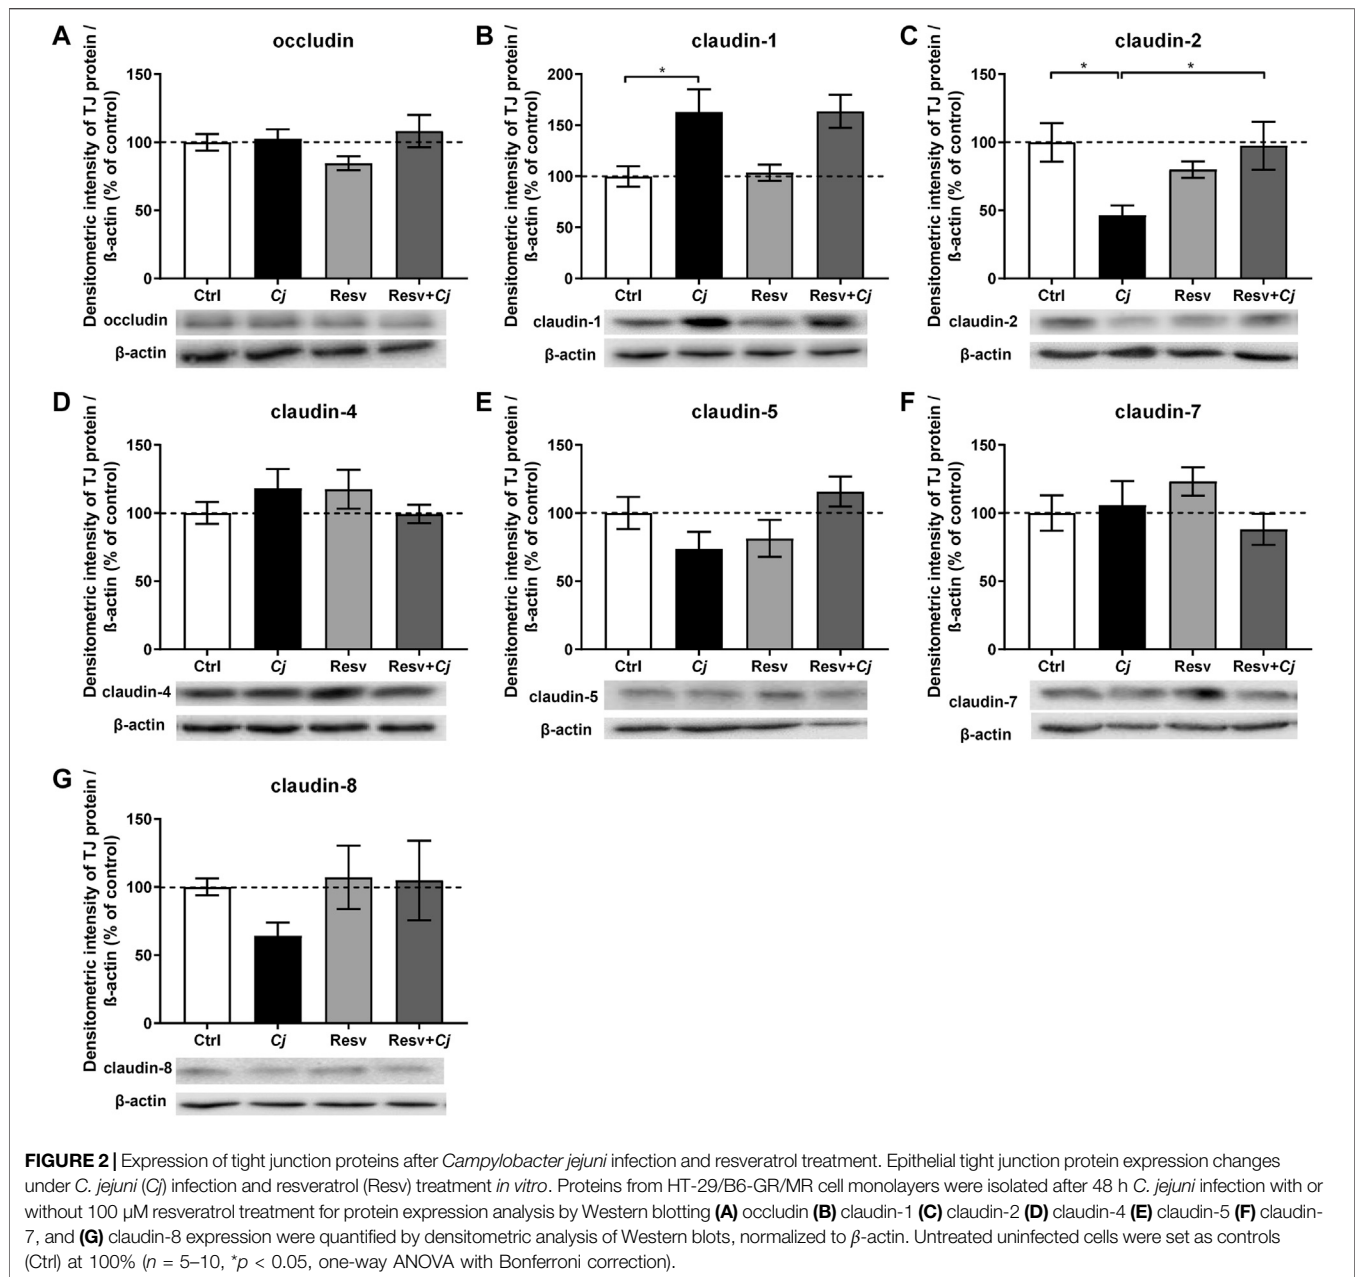 A
occludin
Densitometric intensity of TJ protein /
ß-actin (% of control)
150
100
50
0
Ctrl Cj Resv Resv+Cj
occludin
β-actin
B
claudin-1
Densitometric intensity of TJ protein /
ß-actin (% of control)
200
*
150
100
50
0
Ctrl Cj Resv Resv+Cj
claudin-1
β-actin
C
claudin-2
Densitometric intensity of TJ protein /
ß-actin (% of control)
150
* *
100
50
0
Ctrl Cj Resv Resv+Cj
claudin-2
β-actin
D
claudin-4
Densitometric intensity of TJ protein /
ß-actin (% of control)
150
100
50
0
Ctrl Cj Resv Resv+Cj
claudin-4
β-actin
E
claudin-5
Densitometric intensity of TJ protein /
ß-actin (% of control)
150
100
50
0
Ctrl Cj Resv Resv+Cj
claudin-5
β-actin
F
claudin-7
Densitometric intensity of TJ protein /
ß-actin (% of control)
150
100
50
0
Ctrl Cj Resv Resv+Cj
claudin-7
β-actin
G
claudin-8
Densitometric intensity of TJ protein /
ß-actin (% of control)
150
100
50
0
Ctrl Cj Resv Resv+Cj
claudin-8
β-actin
FIGURE 2 | Expression of tight junction proteins after Campylobacter jejuni infection and resveratrol treatment. Epithelial tight junction protein expression changes
under C. jejuni (Cj) infection and resveratrol (Resv) treatment in vitro. Proteins from HT-29/B6-GR/MR cell monolayers were isolated after 48 h C. jejuni infection with or
without 100 μM resveratrol treatment for protein expression analysis by Western blotting (A) occludin (B) claudin-1 (C) claudin-2 (D) claudin-4 (E) claudin-5 (F) claudin-
7, and (G) claudin-8 expression were quantified by densitometric analysis of Western blots, normalized to β-actin. Untreated uninfected cells were set as controls
(Ctrl) at 100% (n = 5–10, *p < 0.05, one-way ANOVA with Bonferroni correction).